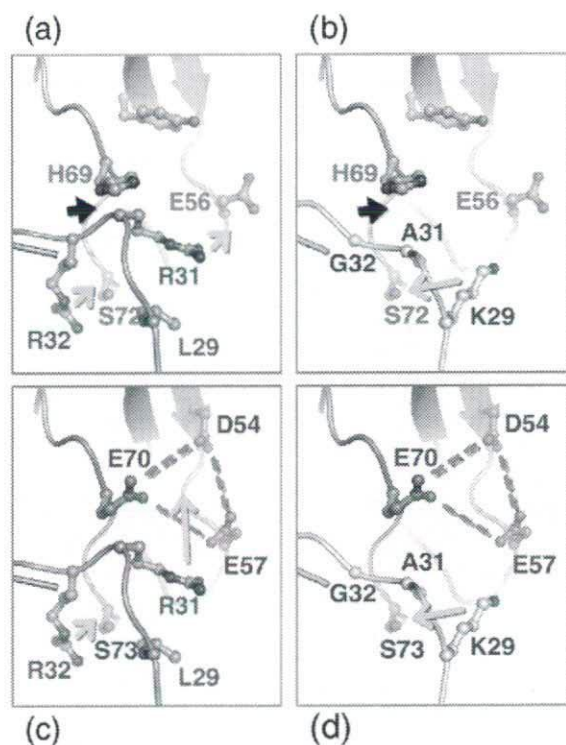 (a)
(b)
H69
E56
R31
S72
R32
L29
H69
E56
A31
G32
S72
K29
D54
E70
E57
R31
S73
R32
L29
D54
E70
E57
A31
G32
S73
K29
(c)
(d)